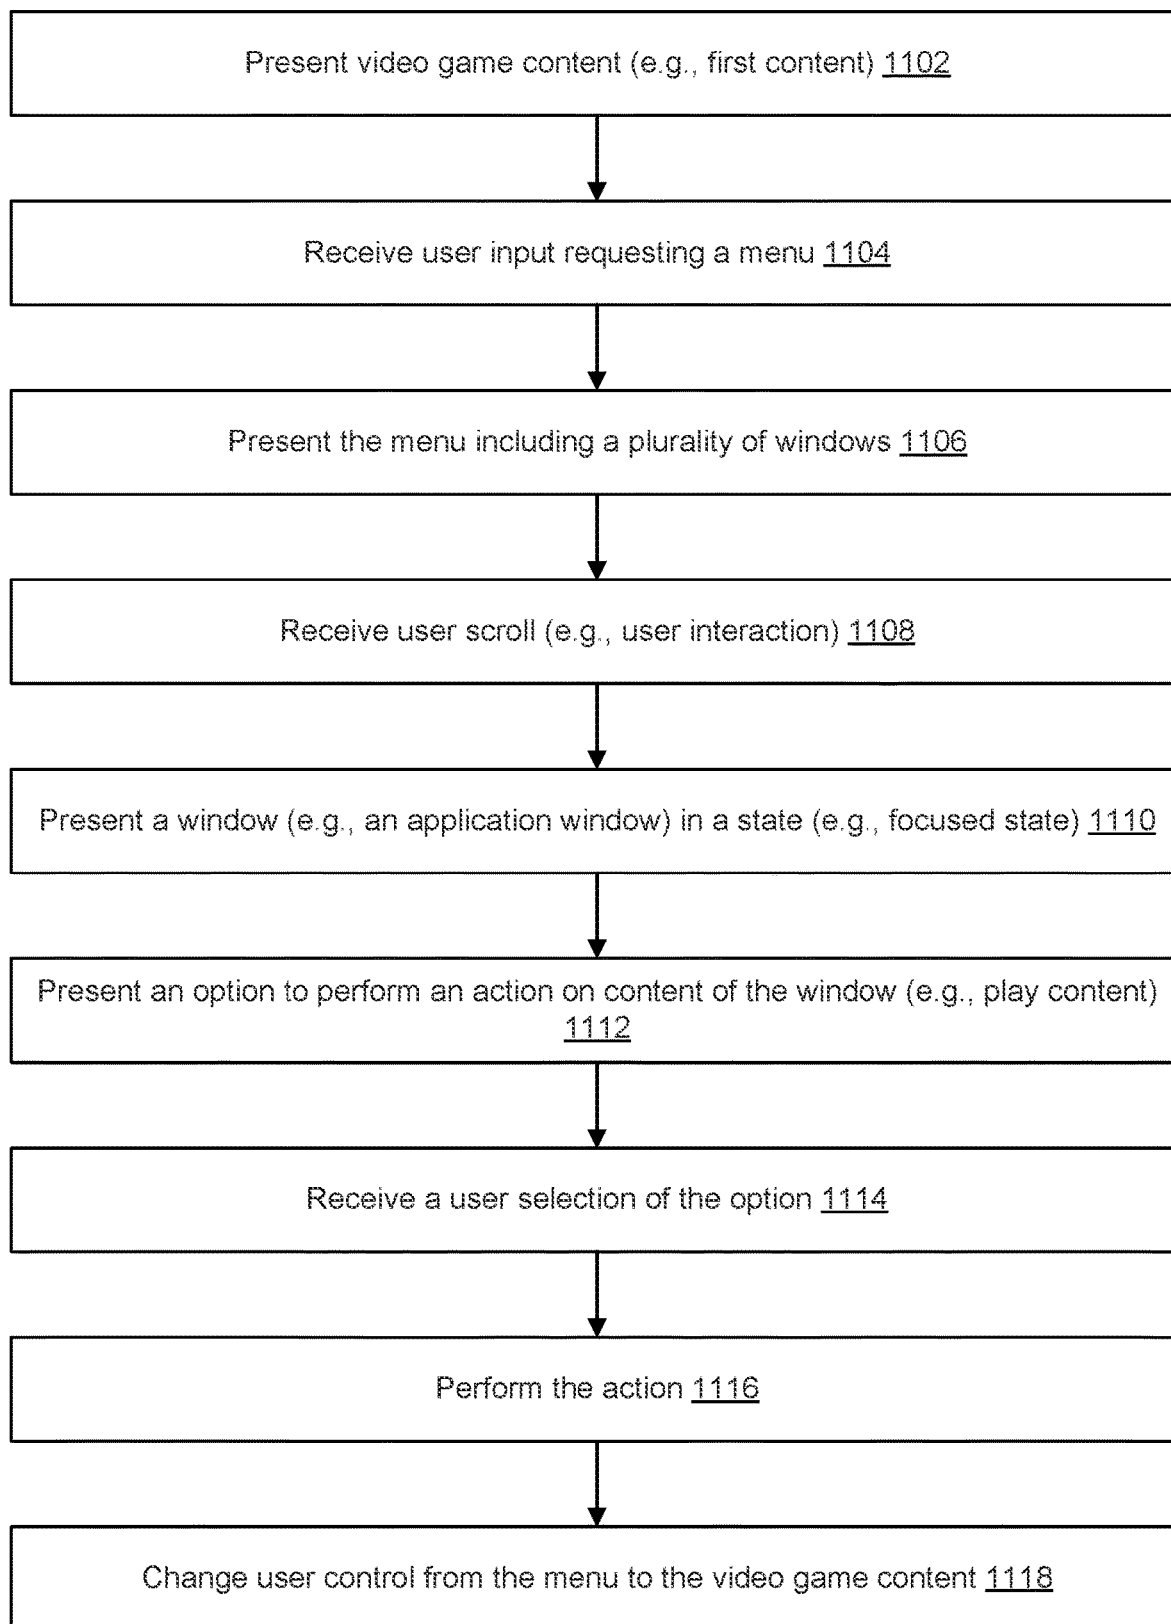 Present video game content (e.g., first content) 1102
Receive user input requesting a menu 1104
Present the menu including a plurality of windows 1106
Receive user scroll (e.g., user interaction) 1108
Present a window (e.g., an application window) in a state (e.g., focused state) 1110
Present an option to perform an action on content of the window (e.g., play content)
1112
Receive a user selection of the option 1114
Perform the action 1116
Change user control from the menu to the video game content 1118